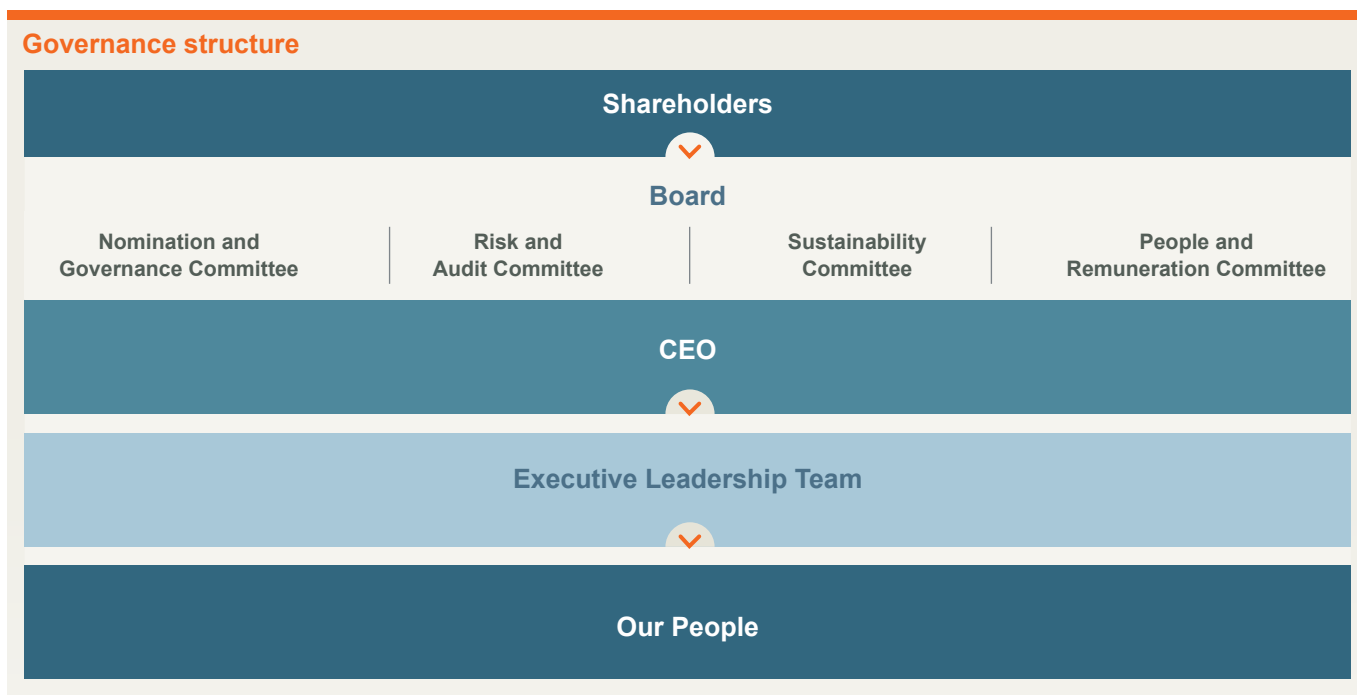 Governance structure
Shareholders
Board
Nomination and
Governance Committee
Risk and
Audit Committee
Sustainability
Committee
People and
Remuneration Committee
CEO
Executive Leadership Team
Our People